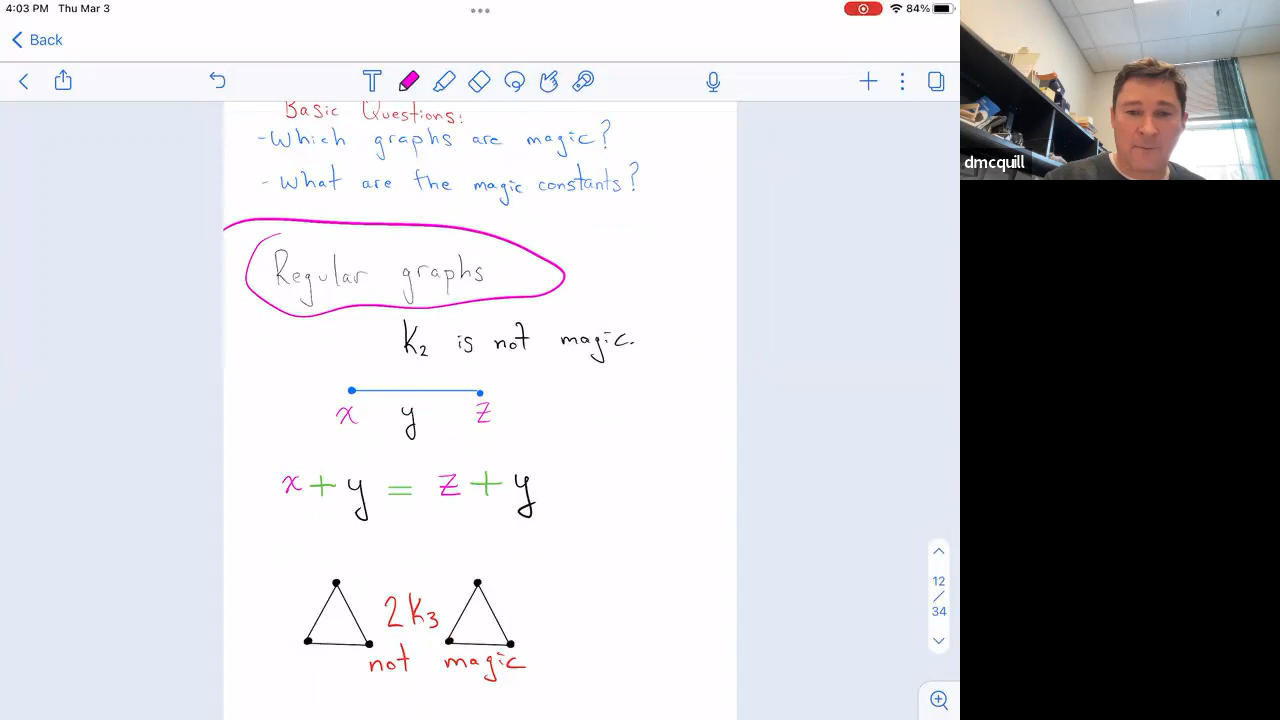 4:03 PM Thu Mar 3
84%
Back
T
Basic Questions:
-Which graphs are magic?
-What are the magic constants?
Regular graphs
K2 is not magic.
x y z
x + y = z + y
2K3
not magic
12
/
34
dmcquill